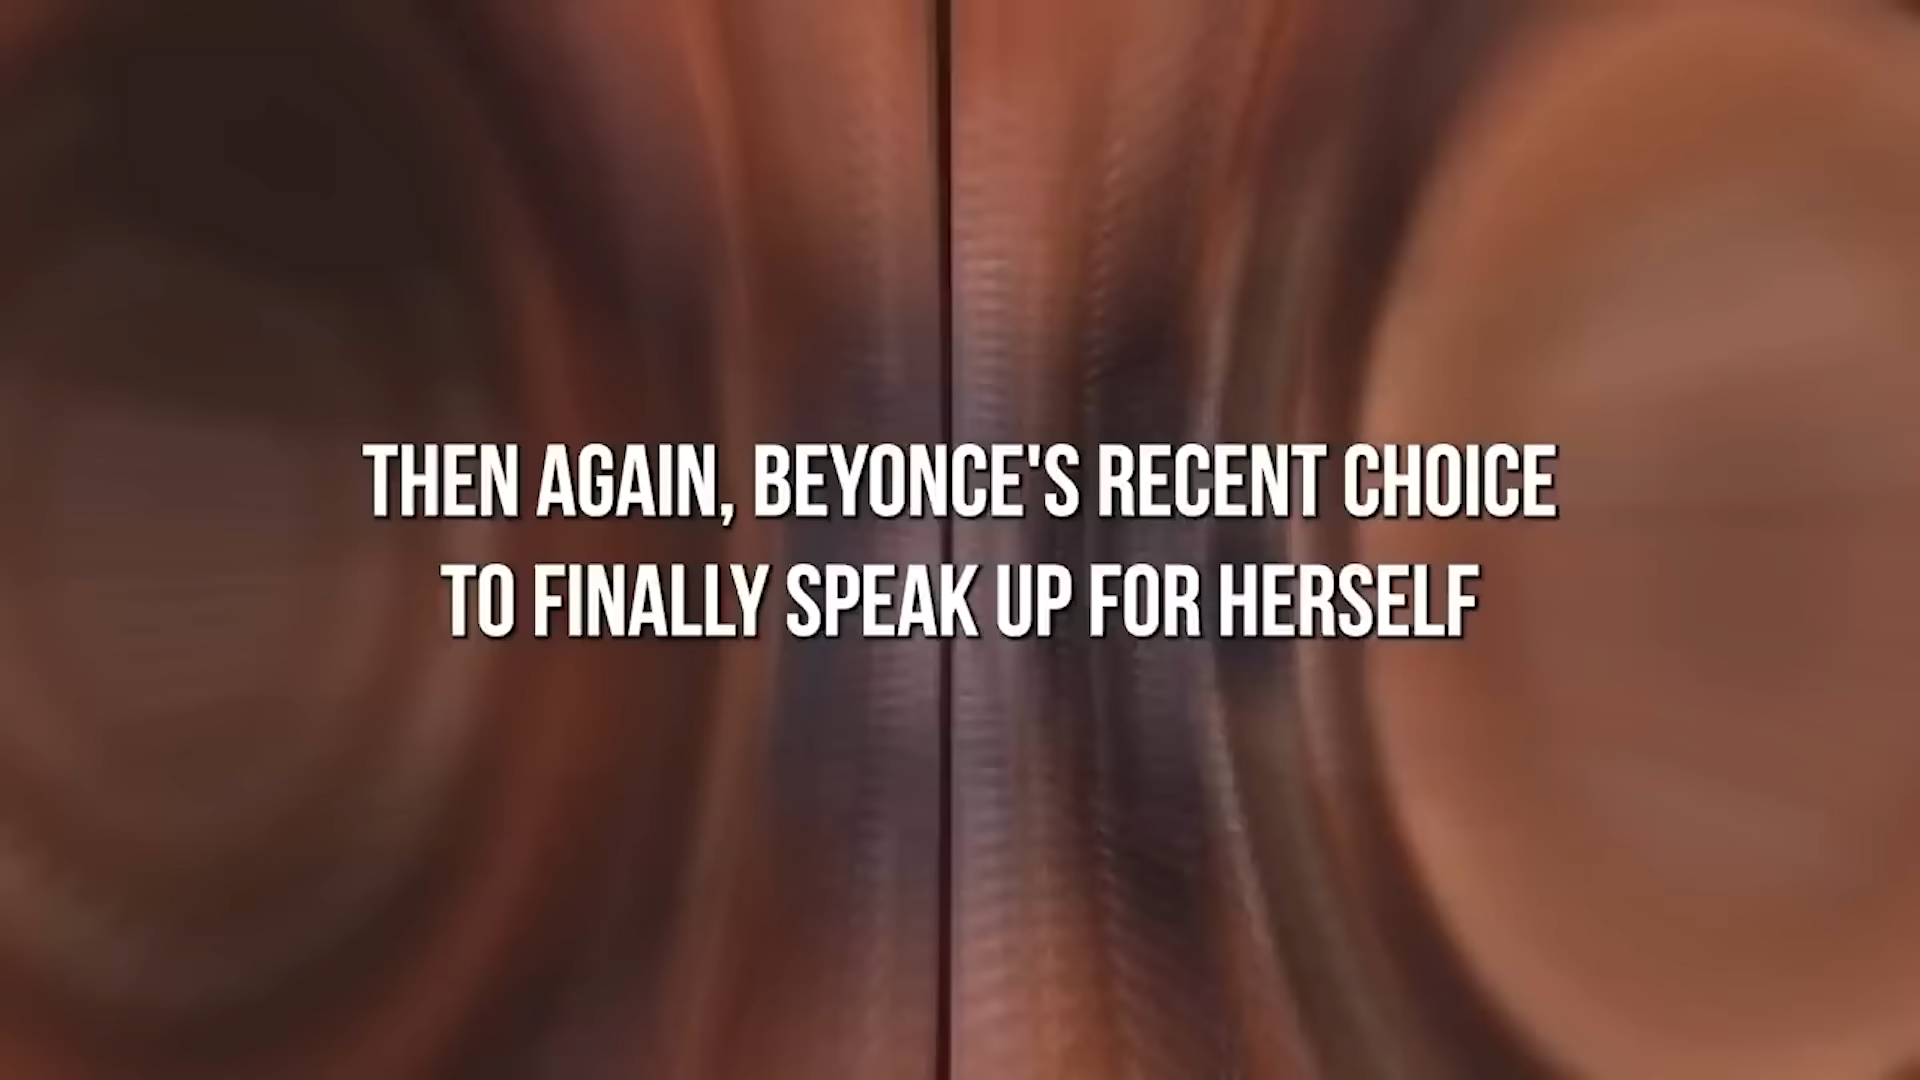 THEN AGAIN, BEYONCE'S RECENT CHOICE
TO FINALLY SPEAK UP FOR HERSELF